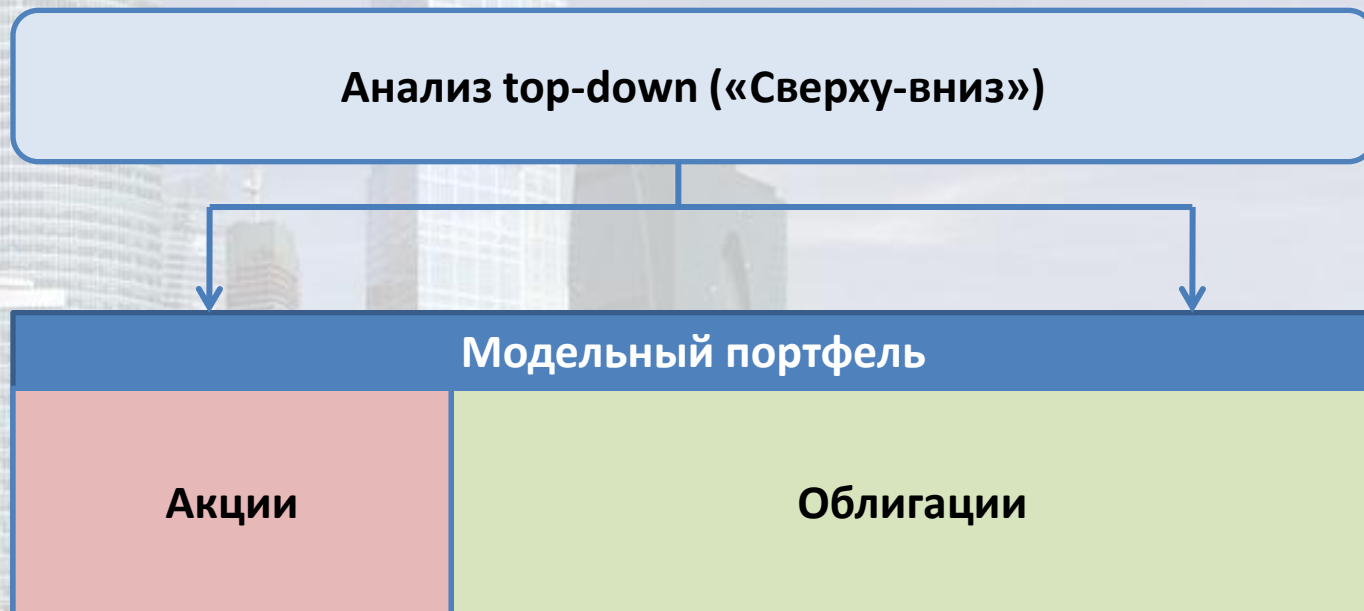 Анализ top-down («Сверху-вниз»)
Модельный портфель
Акции
Облигации